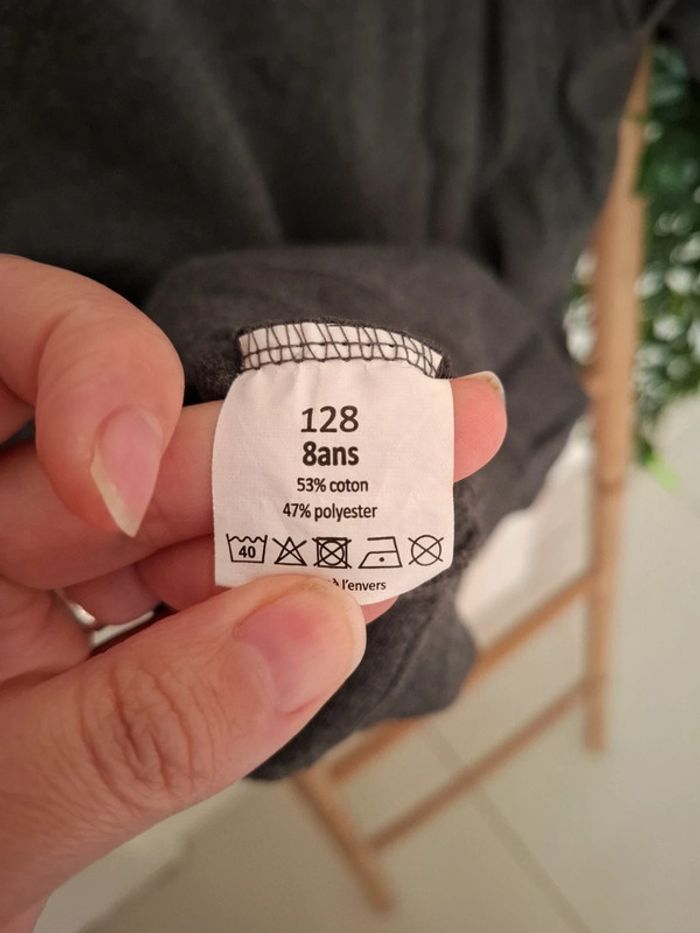 128
8ans
53% coton
47% polyester
40
l'envers